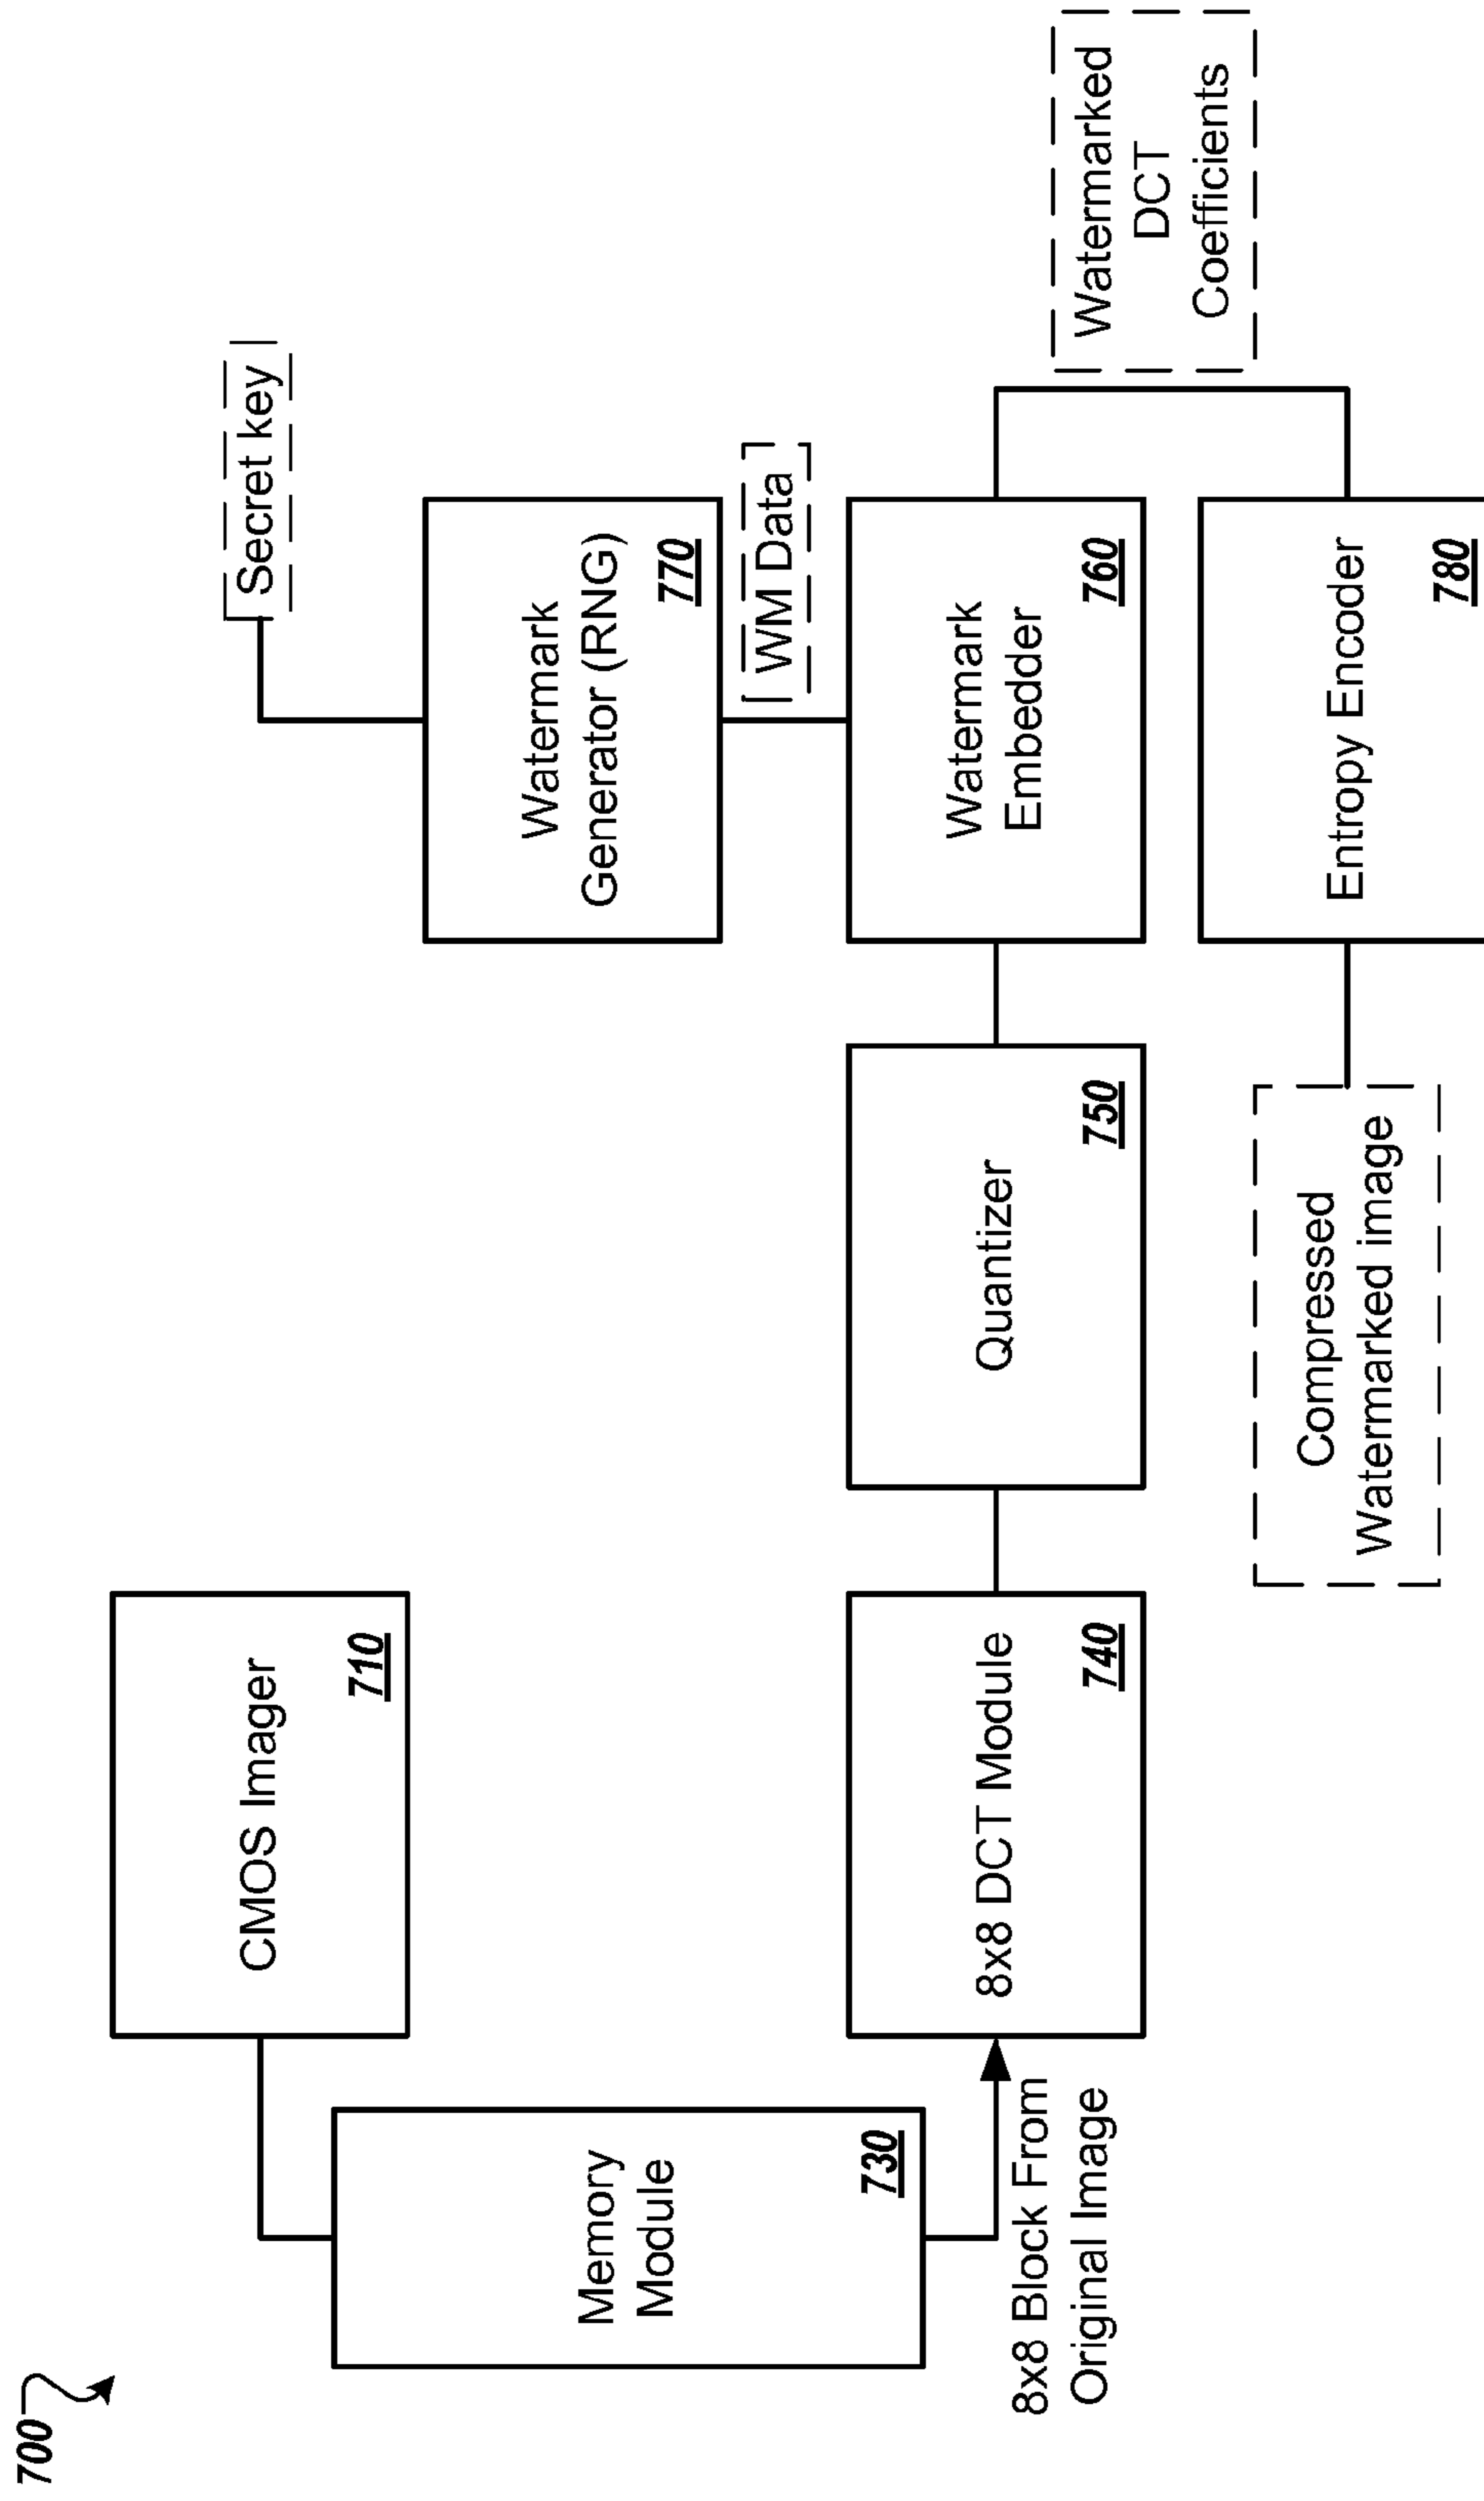 700
CMOS Imager
710
Secret key
Memory
Module
730
Watermark
Generator (RNG)
770
WM Data
8x8 Block From
Original Image
8x8 DCT Module
740
Quantizer
750
Watermark
Embedder
760
Watermarked
DCT
Coefficients
Compressed
Watermarked image
Entropy Encoder
780